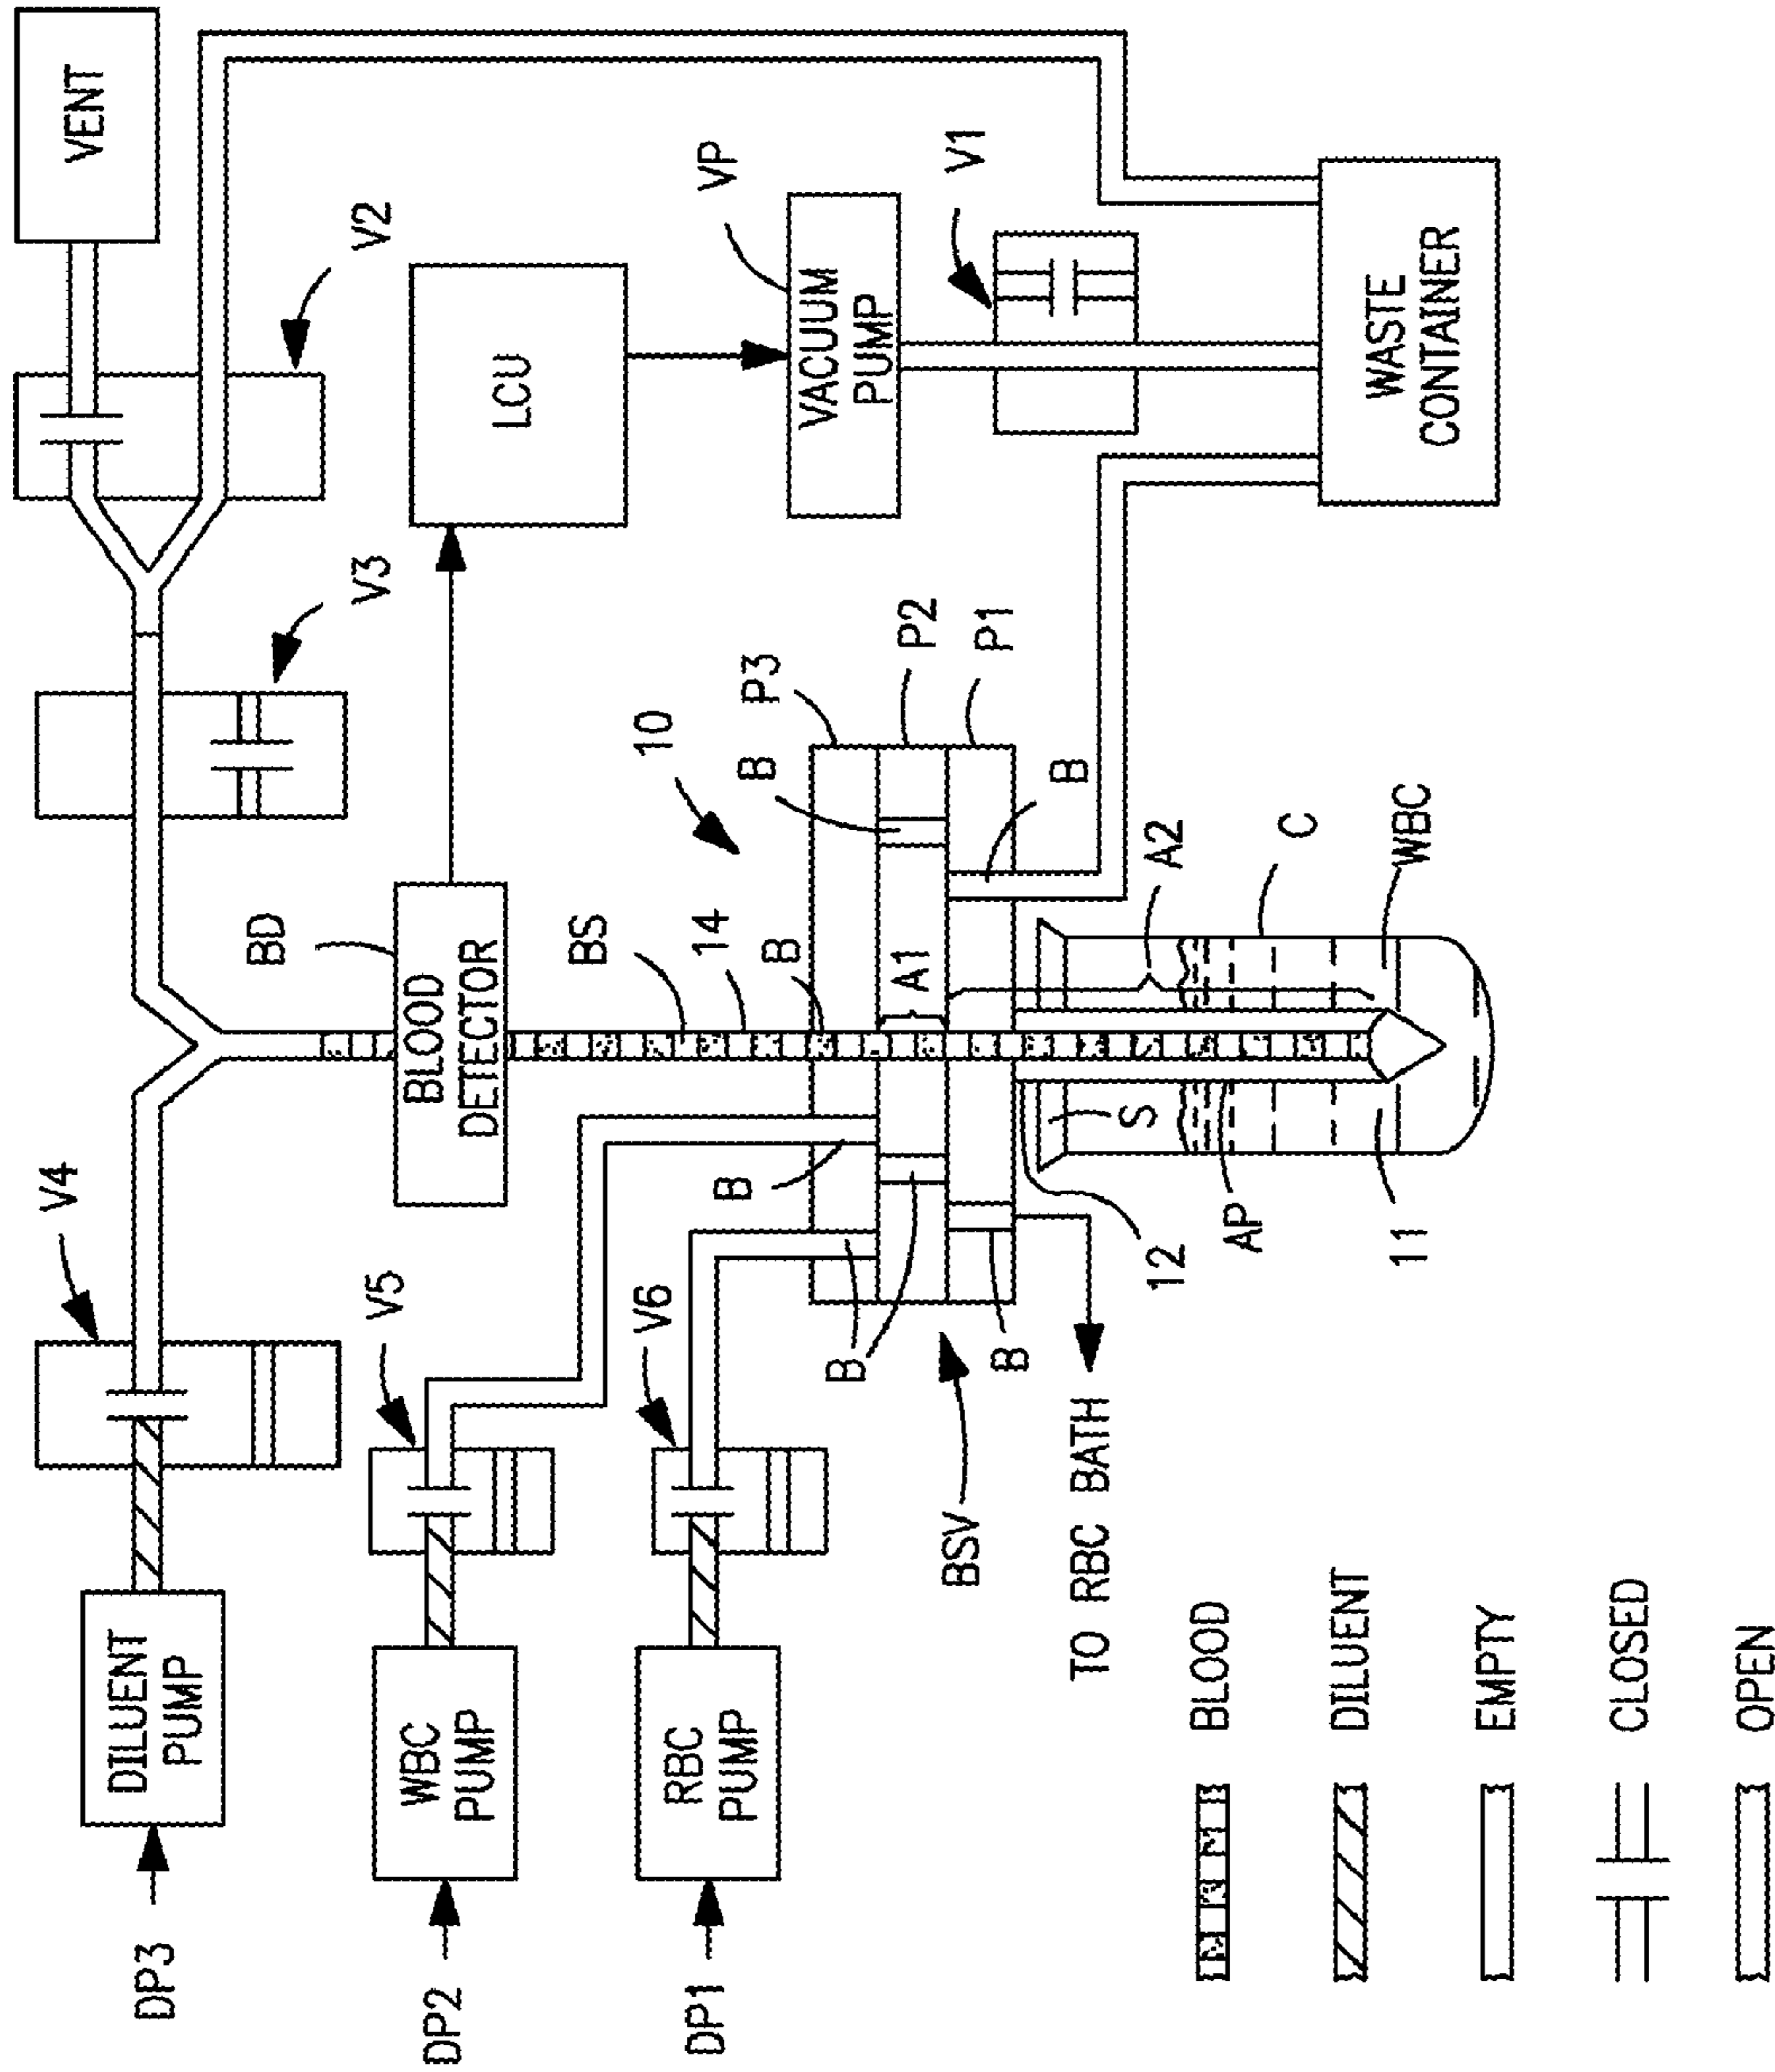 VENT
V2
V3
V4
BD
BLOOD
DETECTOR
LCU
VP
VACUUM
PUMP
V1
WASTE
CONTAINER
DILUENT
PUMP
DP3
V5
WBC
PUMP
DP2
V6
RBC
PUMP
DP1
BS
14
10
P3
P2
P1
B
B
B
B
B
B
A1
A2
C
WBC
S
12
AP
11
BSV
TO RBC BATH
BLOOD
DILUENT
EMPTY
CLOSED
OPEN